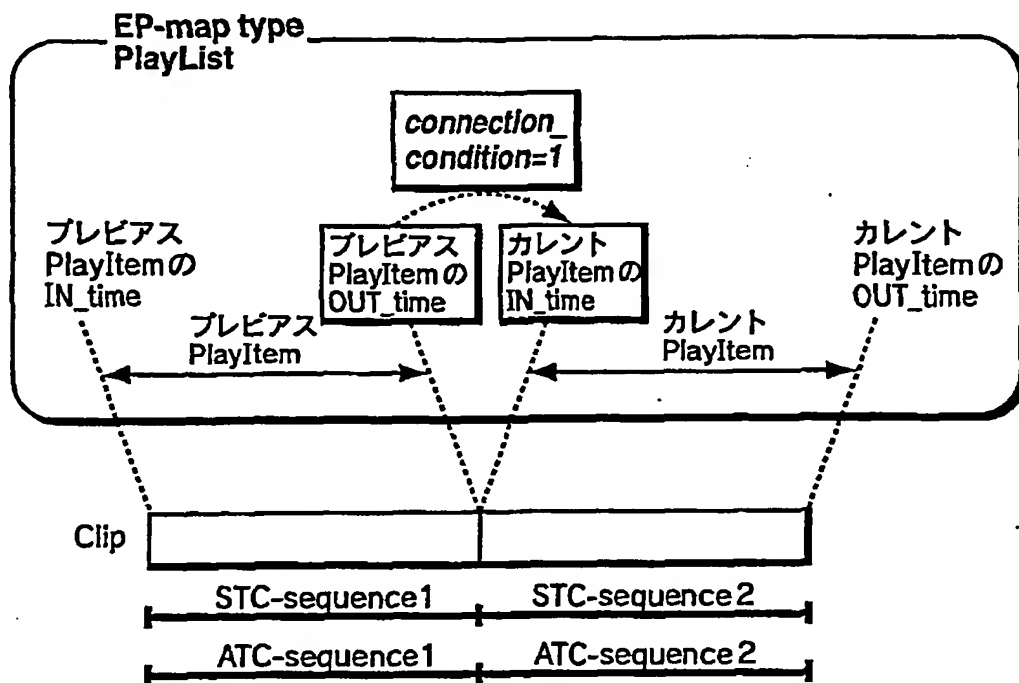 EP-map type
PlayList
connection_
condition=1
プレビアス
PlayItemの
IN_time
プレビアス
PlayItemの
OUT_time
カレント
PlayItemの
IN_time
カレント
PlayItemの
OUT_time
プレビアス
PlayItem
カレント
PlayItem
Clip
STC-sequence1
STC-sequence2
ATC-sequence1
ATC-sequence2